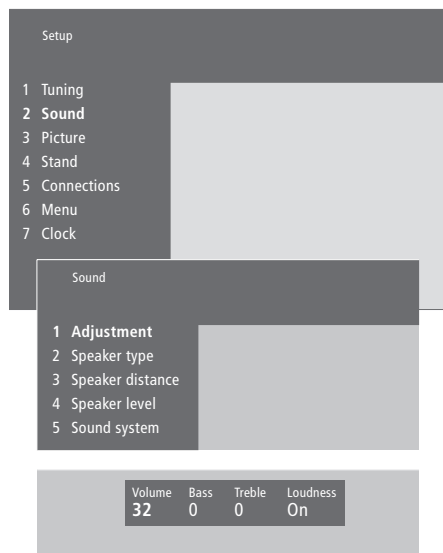 Setup
1 Tuning
2 Sound
3 Picture
4 Stand
5 Connections
6 Menu
7 Clock
Sound
1 Adjustment
2 Speaker type
3 Speaker distance
4 Speaker level
5 Sound system
Volume Bass Treble Loudness
32 0 0 On